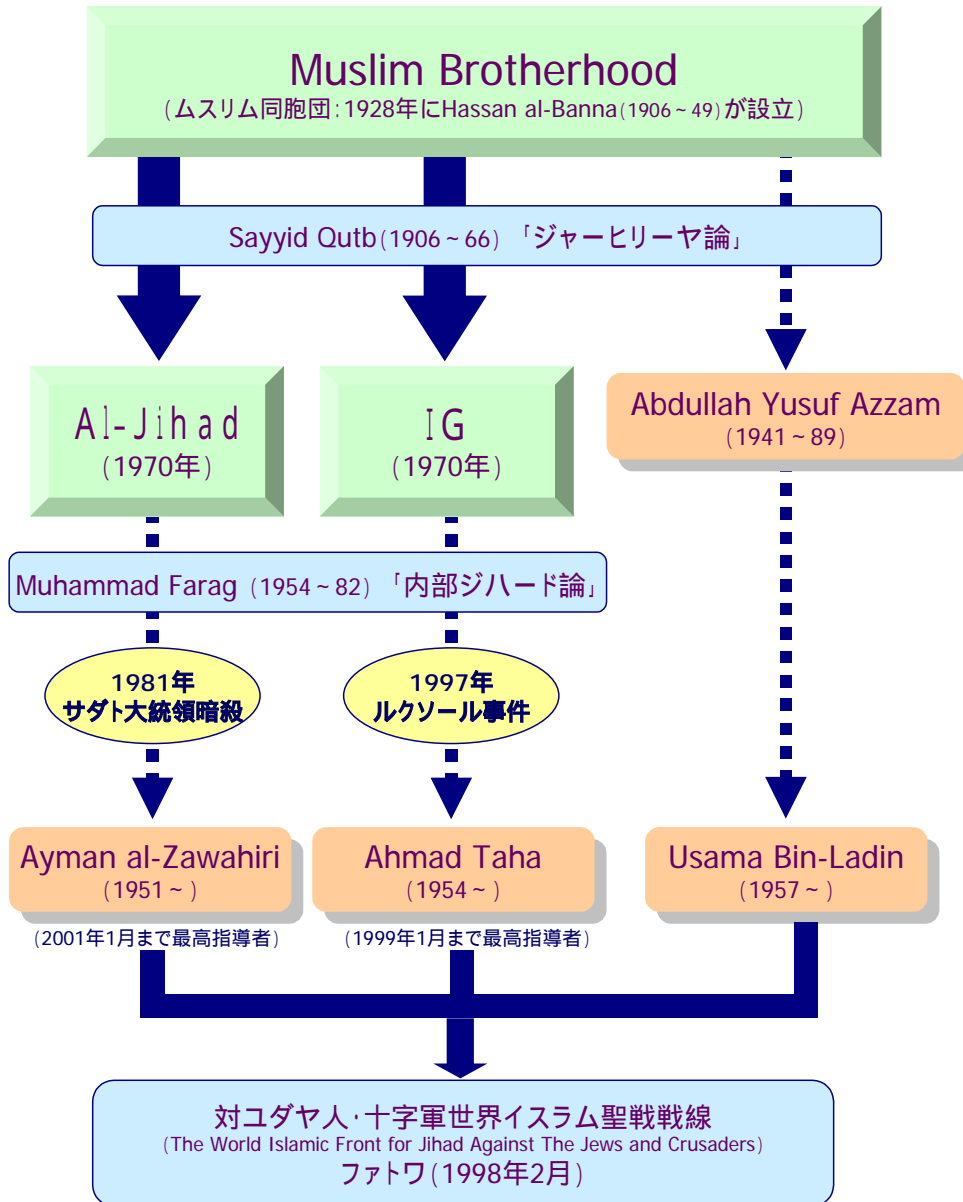 Muslim Brotherhood
(ムスリム同胞団:1928年にHassan al-Banna(1906~49)が設立)
Sayyid Qutb(1906~66) 「ジャーヒリーヤ論」
Al-Jihad
(1970年)
IG
(1970年)
Abdullah Yusuf Azzam
(1941~89)
Muhammad Farag (1954~82) 「内部ジハード論」
1981年
サダト大統領暗殺
1997年
ルクソール事件
Ayman al-Zawahiri
(1951~)
(2001年1月まで最高指導者)
Ahmad Taha
(1954~)
(1999年1月まで最高指導者)
Usama Bin-Ladin
(1957~)
対ユダヤ人・十字軍世界イスラム聖戦戦線
(The World Islamic Front for Jihad Against The Jews and Crusaders)
ファトワ(1998年2月)